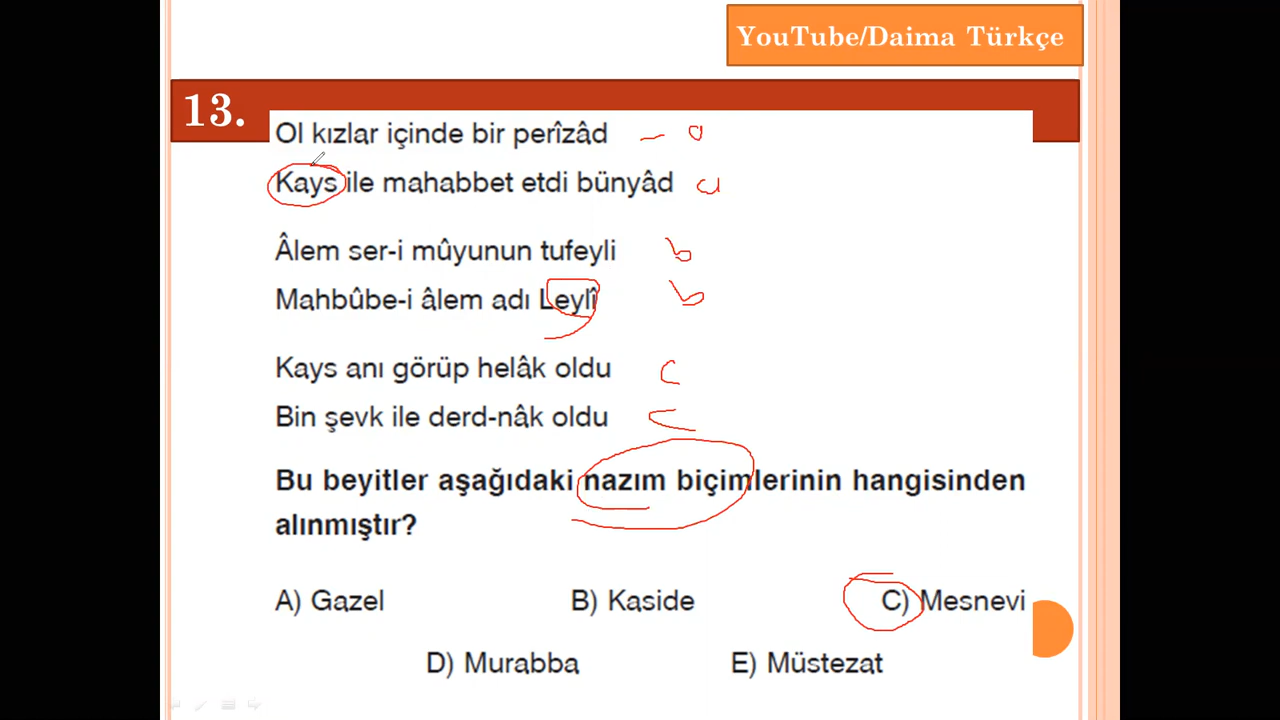 YouTube/Daima Türkçe
13.
Ol kızlar içinde bir perîzâd – a
Kays ile mahabbet etdi bünyâd a
Âlem ser-i mûyunun tufeyli b
Mahbûbe-i âlem adı Leylî b
Kays anı görüp helâk oldu c
Bin şevk ile derd-nâk oldu c
Bu beyitler aşağıdaki nazım biçimlerinin hangisinden
alınmıştır?
A) Gazel B) Kaside C) Mesnevi
D) Murabba E) Müstezat